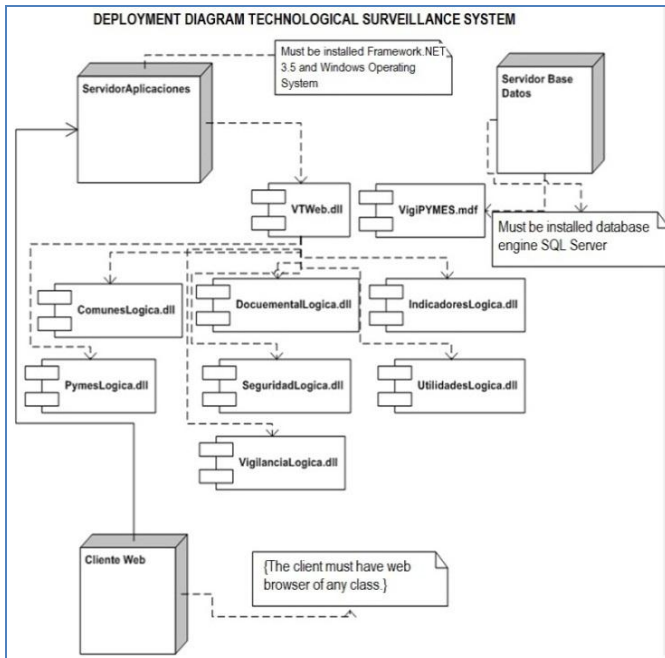 DEPLOYMENT DIAGRAM TECHNOLOGICAL SURVEILLANCE SYSTEM
Must be installed Framework.NET
3.5 and Windows Operating
System
ServidorAplicaciones
Servidor Base
Datos
VTWeb.dll
VigiPYMES.mdf
Must be installed database
engine SQL Server
ComunesLogica.dll
DocuementalLogica.dll
IndicadoresLogica.dll
PymesLogica.dll
SeguridadLogica.dll
UtilidadesLogica.dll
VigilanciaLogica.dll
Cliente Web
{The client must have web
browser of any class.}